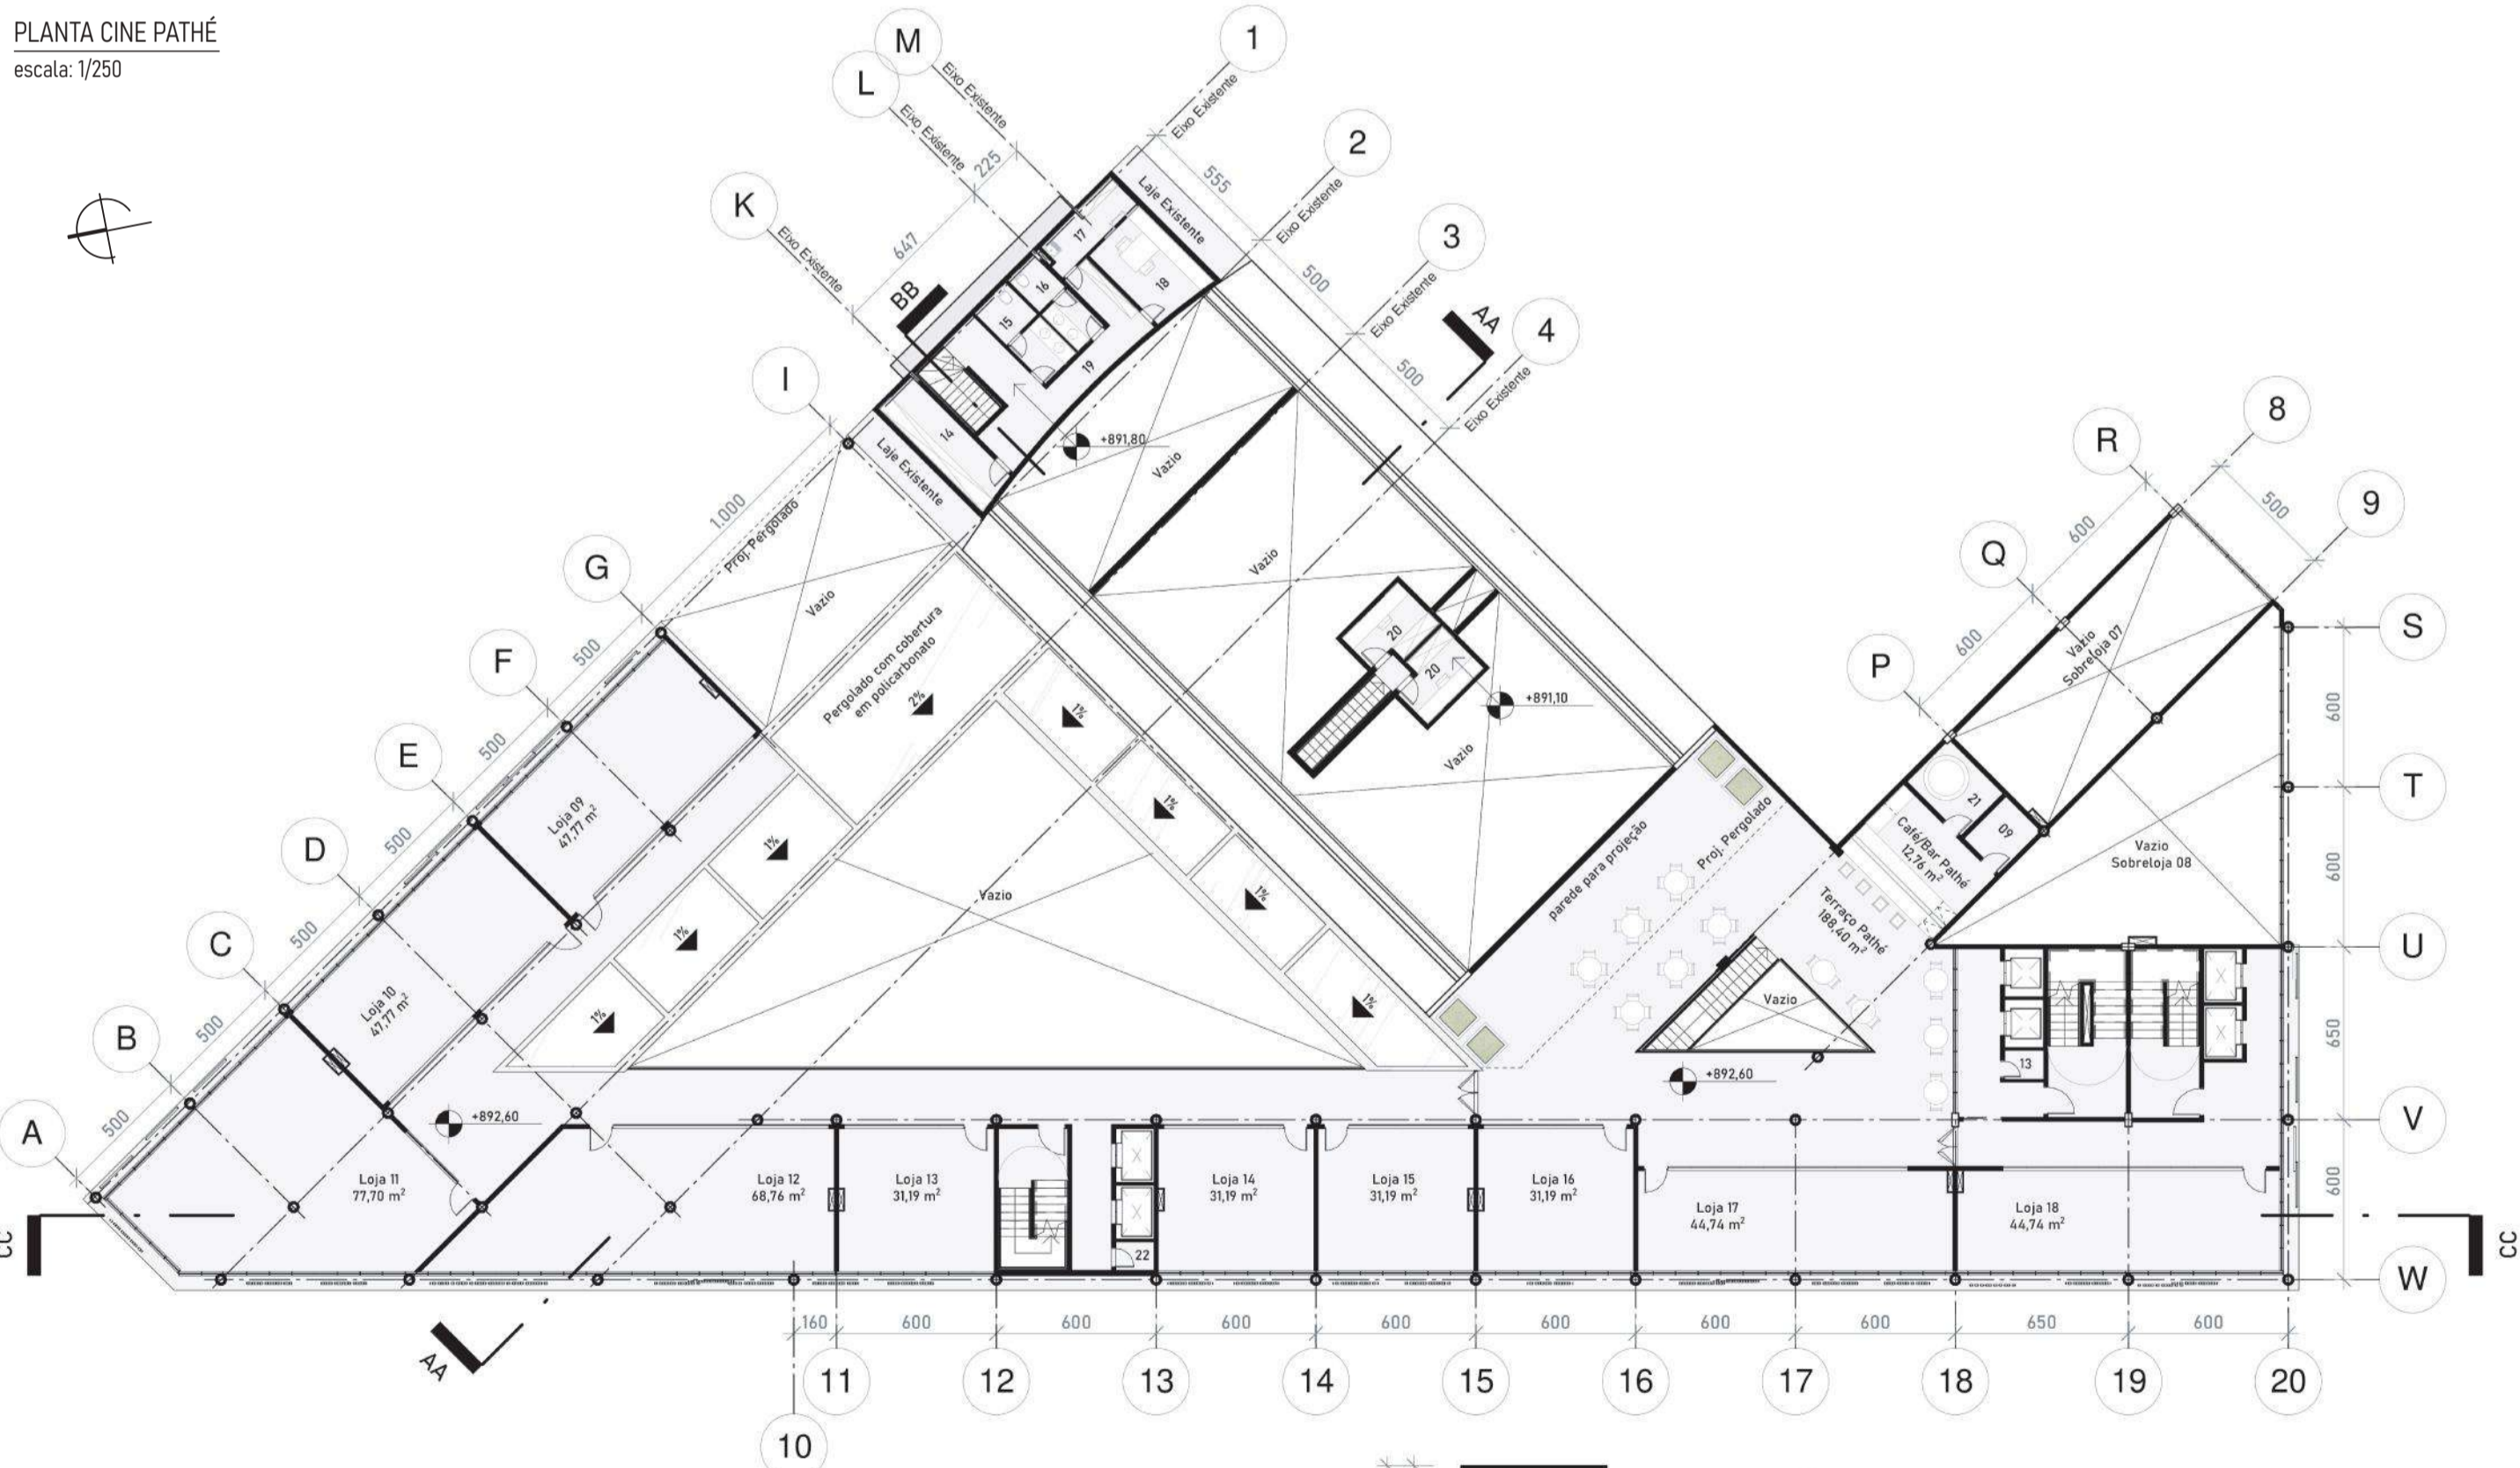 PLANTA CINE PATHÉ
escala: 1/250
M
L
K
I
G
F
E
D
C
B
A
1
2
3
4
8
9
R
Q
P
S
T
U
V
W
Eixo Existente
Eixo Existente
Eixo Existente
Eixo Existente
Eixo Existente
Eixo Existente
Eixo Existente
225
647
1.000
500
500
500
500
500
500
555
500
500
600
600
500
BB
AA
Laje Existente
17
18
16
15
19
14
Laje Existente
+891,80
Vazio
Vazio
Proj. Pergolado
Vazio
Pergolado com cobertura
em policarbonato
2%
1%
1%
1%
1%
1%
1%
1%
20
20
+891,10
Vazio
Vazio
Sobreloja 07
600
600
650
600
21
09
Café/Bar Pathé
12,76 m²
Vazio
Sobreloja 08
parede para projeção
Proj. Pergolado
Terraço Pathé
188,40 m²
Vazio
Vazio
13
+892,60
+892,60
Loja 09
47,77 m²
Loja 10
47,77 m²
Loja 11
77,70 m²
Loja 12
68,76 m²
Loja 13
31,19 m²
22
Loja 14
31,19 m²
Loja 15
31,19 m²
Loja 16
31,19 m²
Loja 17
44,74 m²
Loja 18
44,74 m²
CC
CC
AA
160
600
600
600
600
600
600
600
650
600
10
11
12
13
14
15
16
17
18
19
20